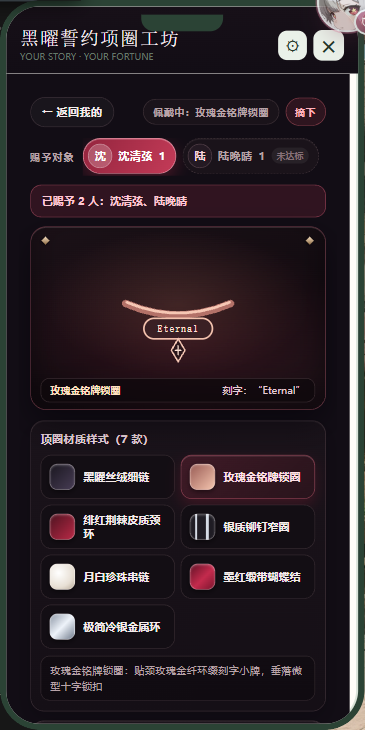 黑曜誓约项圈工坊
YOUR STORY · YOUR FORTUNE
← 返回我的
佩戴中：玫瑰金铭牌锁圈
摘下
赐予对象
沈 沈清弦 1
陆 陆晚晴 1 未达标
已赐予 2 人：沈清弦、陆晚晴
Eternal
玫瑰金铭牌锁圈
刻字： “Eternal”
项圈材质样式（7 款）
黑曜丝绒细链
玫瑰金铭牌锁圈
绯红荆棘皮质颈
环
银质铆钉窄圈
月白珍珠串链
墨红缎带蝴蝶结
极简冷银金属环
玫瑰金铭牌锁圈：贴颈玫瑰金纤环缀刻字小牌，垂落微
型十字锁扣